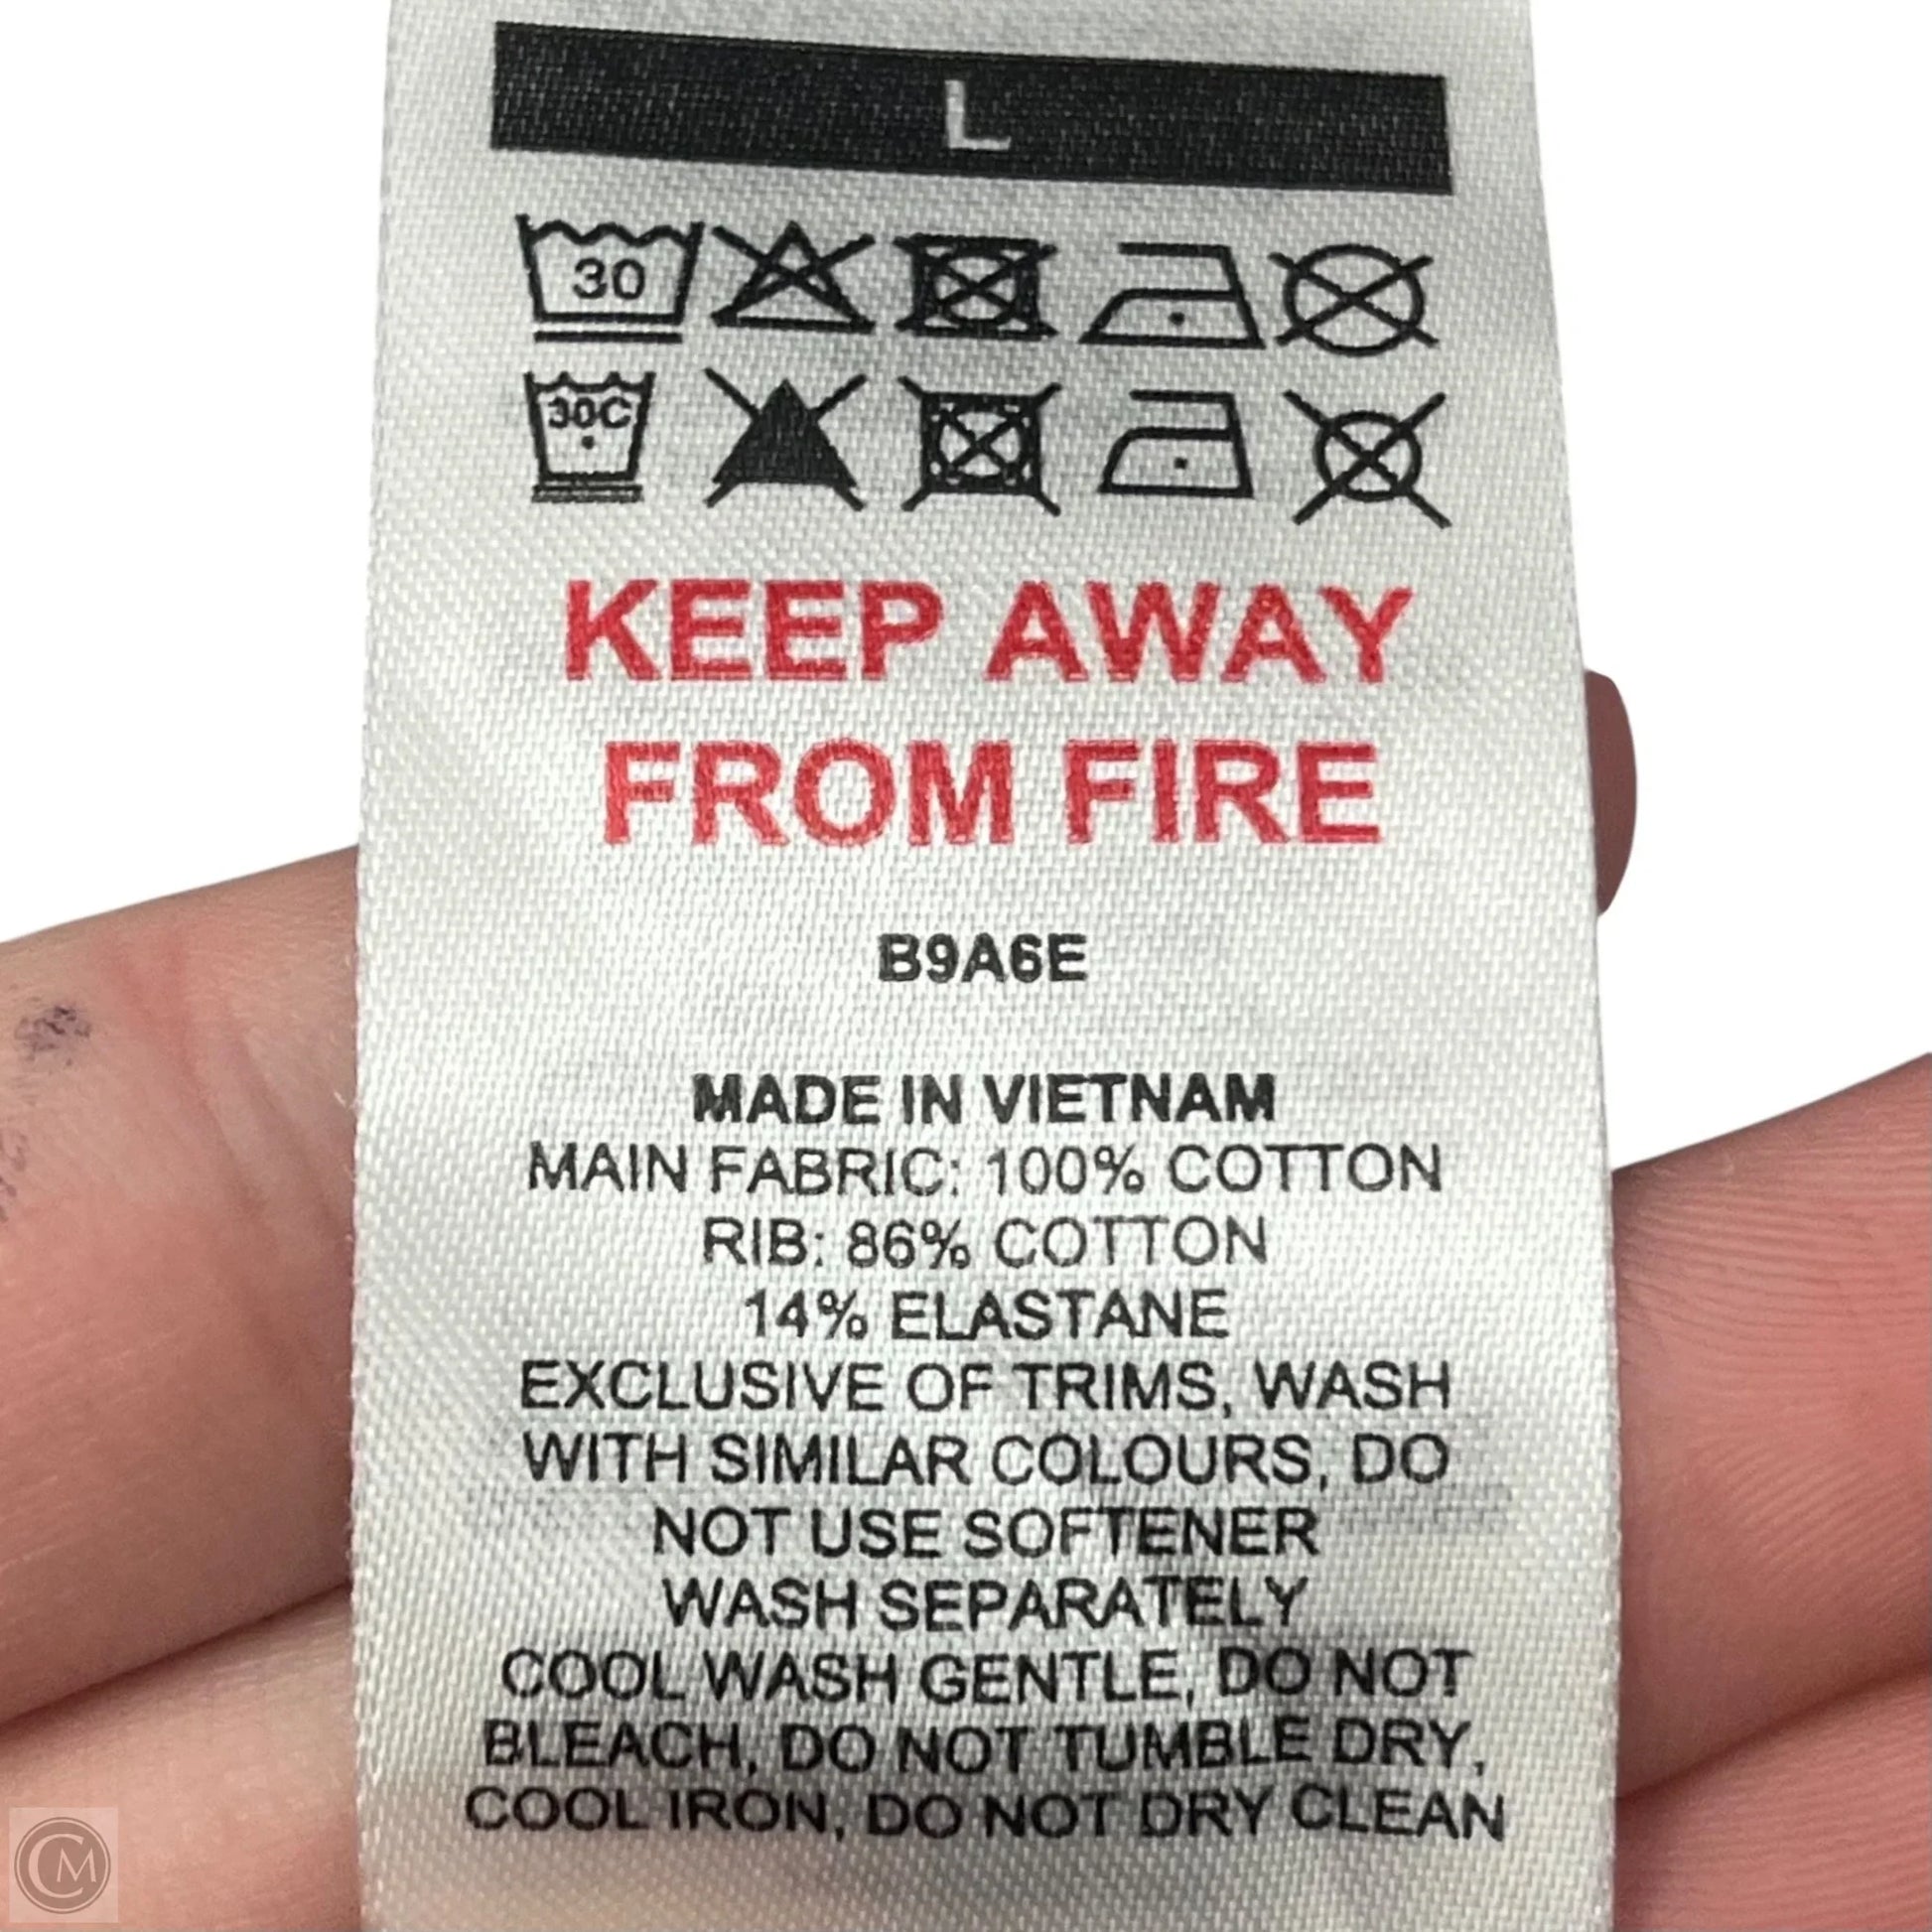 L
30
30C
KEEP AWAY
FROM FIRE
B9A6E
MADE IN VIETNAM
MAIN FABRIC: 100% COTTON
RIB: 86% COTTON
14% ELASTANE
EXCLUSIVE OF TRIMS, WASH
WITH SIMILAR COLOURS, DO
NOT USE SOFTENER
WASH SEPARATELY
COOL WASH GENTLE, DO NOT
BLEACH, DO NOT TUMBLE DRY,
COOL IRON, DO NOT DRY CLEAN
CM